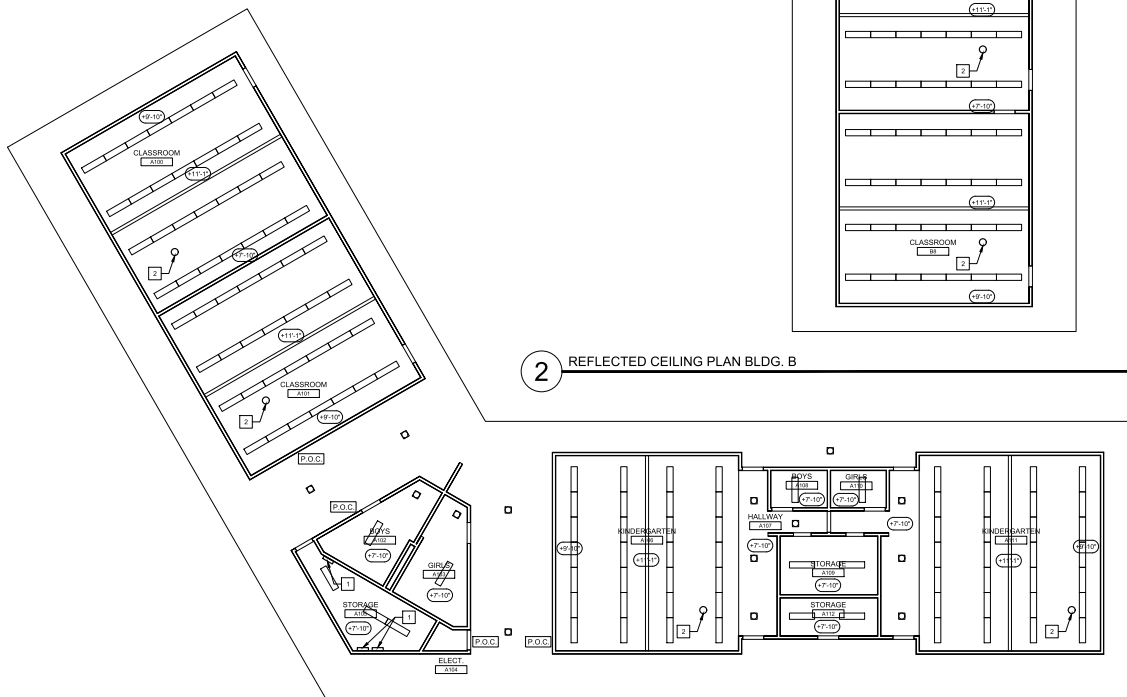 +11'-1"
2
+7'-10"
+11'-1"
CLASSROOM
B8
2
+9'-10"
2 REFLECTED CEILING PLAN BLDG. B
+9'-10"
CLASSROOM
A100
+11'-1"
2
+7'-10"
+11'-1"
CLASSROOM
A101
2
+9'-10"
P.O.C.
P.O.C.
BOYS
A102
+7'-10"
GIRLS
A103
+7'-10"
1
STORAGE
A105
1
+7'-10"
ELECT.
A104
P.O.C.
P.O.C.
KINDERGARTEN
A106
+9'-10"
+11'-1"
2
BOYS
A108
+7'-10"
GIRLS
A110
+7'-10"
HALLWAY
A107
+7'-10"
+7'-10"
STORAGE
A109
+7'-10"
STORAGE
A112
+7'-10"
KINDERGARTEN
A111
+11'-1"
+9'-10"
2